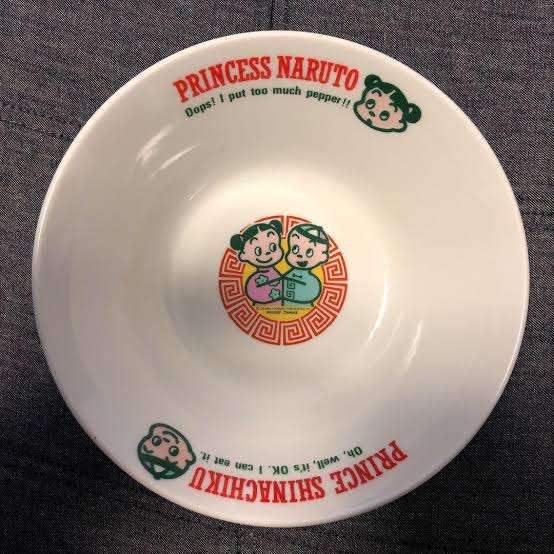 PRINCESS NARUTO
Oops! I put too much pepper!!
PRINCE SHINACHIKU
Oh, well, it's OK. I can eat it.